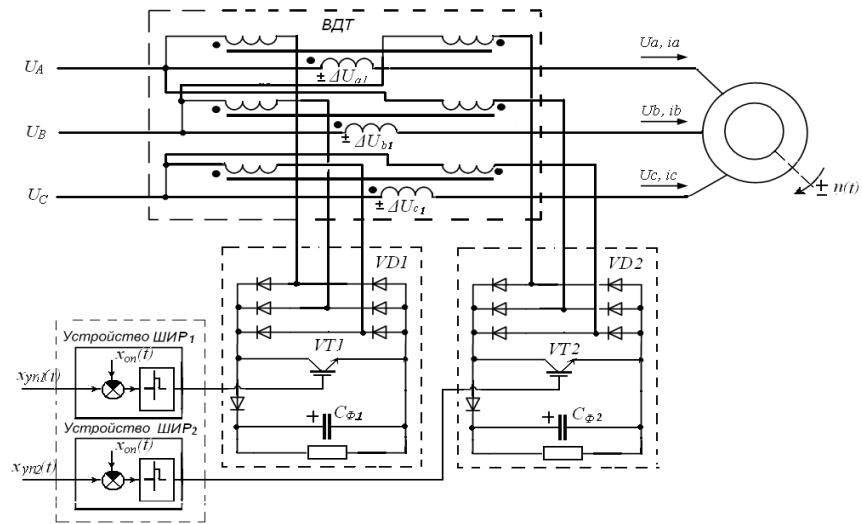 ВДТ
U_A
± ΔU_a1
Ua, ia
U_B
± ΔU_b1
Ub, ib
U_C
± ΔU_c1
Uc, ic
± n(t)
VD1
VD2
Устройство ШИР1
x_оп(t)
x_уп1(t)
VT1
VT2
+ C_Ф1
+ C_Ф2
Устройство ШИР2
x_оп(t)
x_уп2(t)